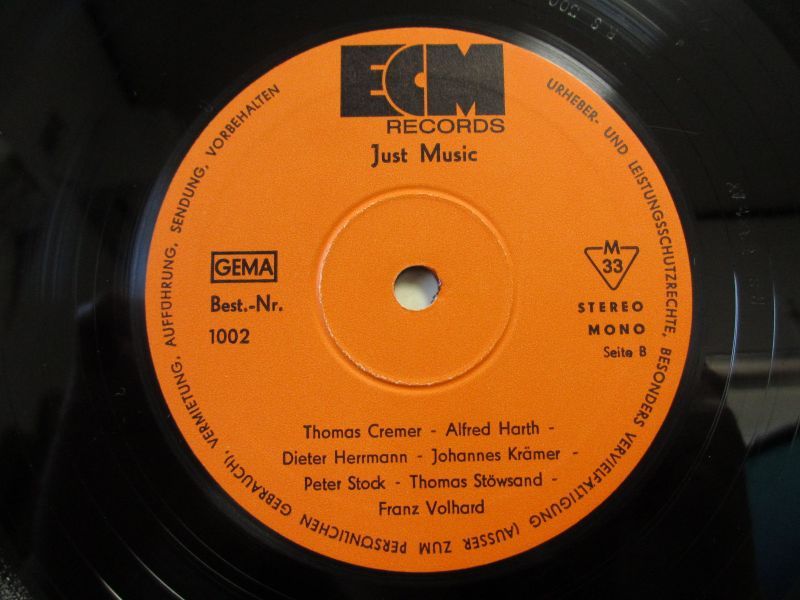 ECM
RECORDS
Just Music
GEMA
Best.-Nr.
1002
M
33
STEREO
MONO
Seite B
Thomas Cremer - Alfred Harth -
Dieter Herrmann - Johannes Krämer -
Peter Stock - Thomas Stöwsand -
Franz Volhard
URHEBER- UND LEISTUNGSSCHUTZRECHTE, BESONDERS VERVIELFÄLTIGUNG (AUSSER ZUM PERSÖNLICHEN GEBRAUCH), VERMIETUNG, AUFFÜHRUNG, SENDUNG, VORBEHALTEN